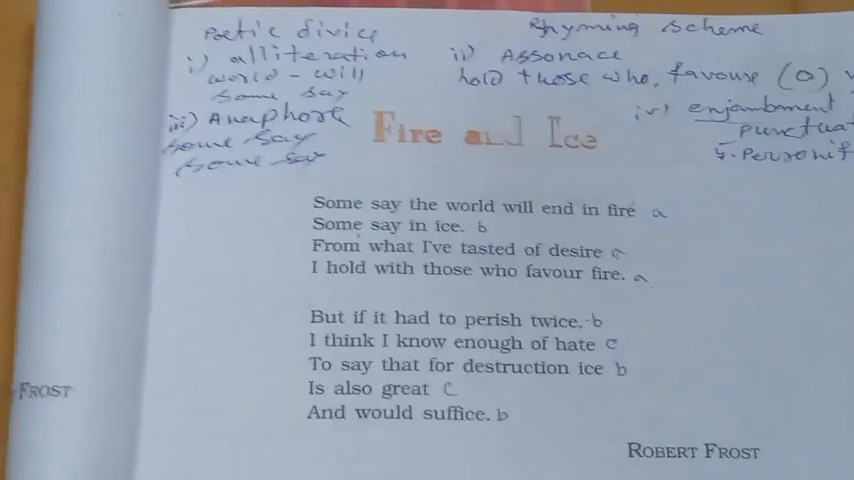 Poetic divice
Rhyming scheme
i) alliteration
world - will
some say
ii) Assonace
hold those who, favouse (o)
iii) Anaphora
some say
some say
iv) enjambment
punctuat
5. Personif
Fire and Ice
Some say the world will end in fire a
Some say in ice. b
From what I've tasted of desire a
I hold with those who favour fire. a
But if it had to perish twice, - b
I think I know enough of hate C
To say that for destruction ice b
Is also great C
And would suffice. b
FROST
ROBERT FROST